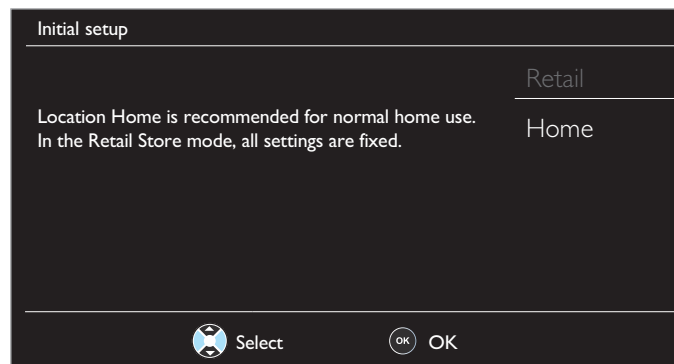 Initial setup
Retail
Location Home is recommended for normal home use.
In the Retail Store mode, all settings are fixed.
Home
Select
OK OK